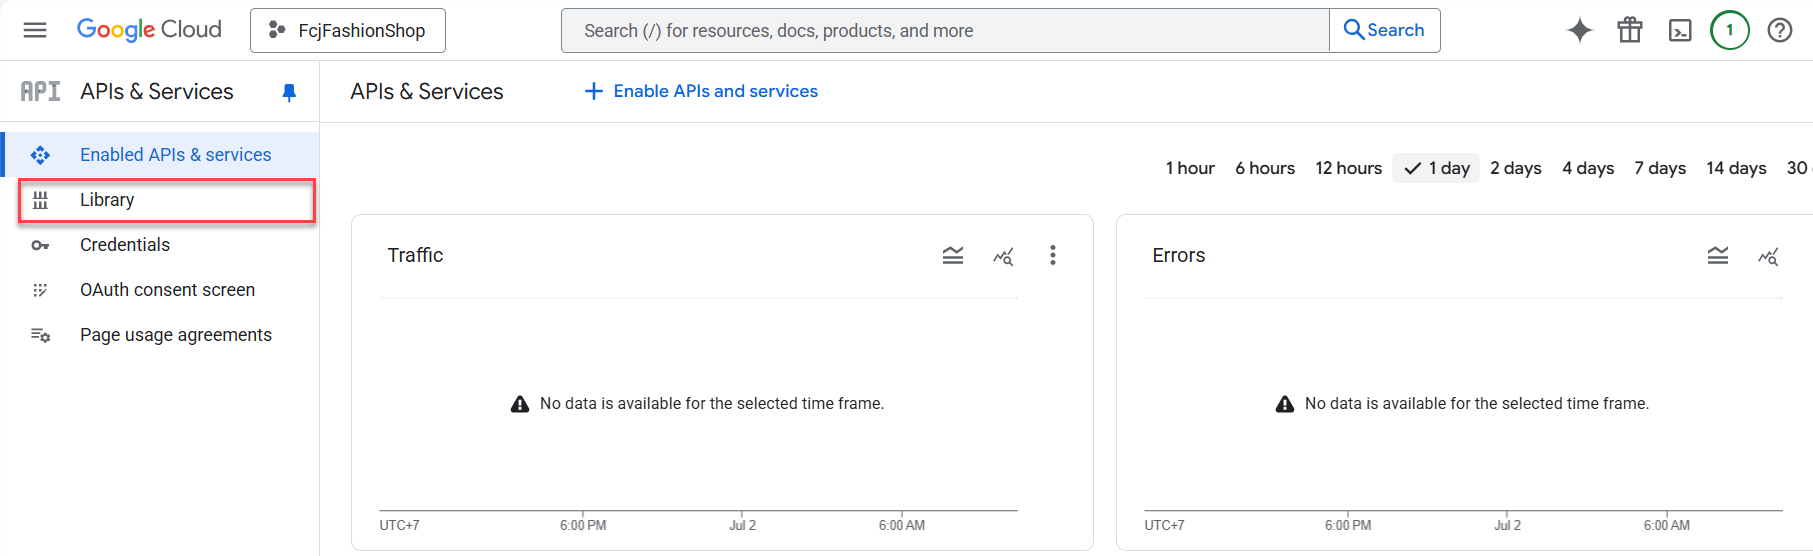 Google Cloud
FcjFashionShop
Search (/) for resources, docs, products, and more
Search
1
API
APIs & Services
APIs & Services
Enable APIs and services
Enabled APIs & services
Library
Credentials
OAuth consent screen
Page usage agreements
1 hour 6 hours 12 hours 1 day 2 days 4 days 7 days 14 days 30
Traffic
No data is available for the selected time frame.
UTC+7 6:00 PM Jul 2 6:00 AM
Errors
No data is available for the selected time frame.
UTC+7 6:00 PM Jul 2 6:00 AM